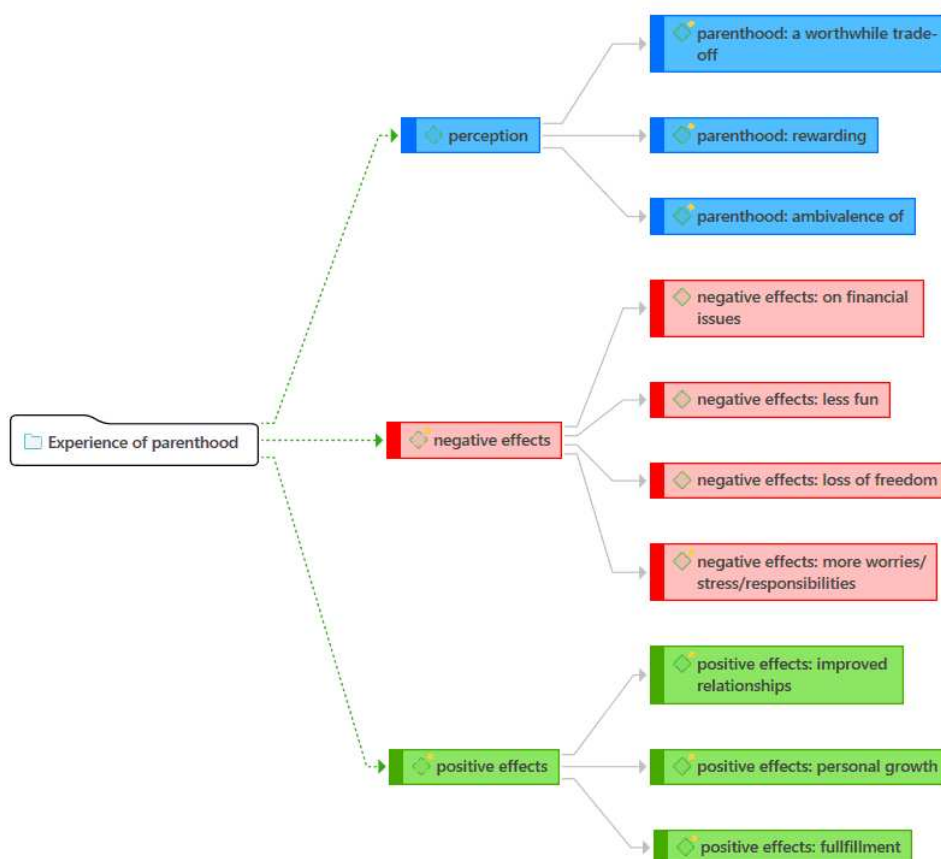 parenthood: a worthwhile trade-
off
perception
parenthood: rewarding
parenthood: ambivalence of
negative effects: on financial
issues
negative effects: less fun
Experience of parenthood
negative effects
negative effects: loss of freedom
negative effects: more worries/
stress/responsibilities
positive effects: improved
relationships
positive effects
positive effects: personal growth
positive effects: fullfillment